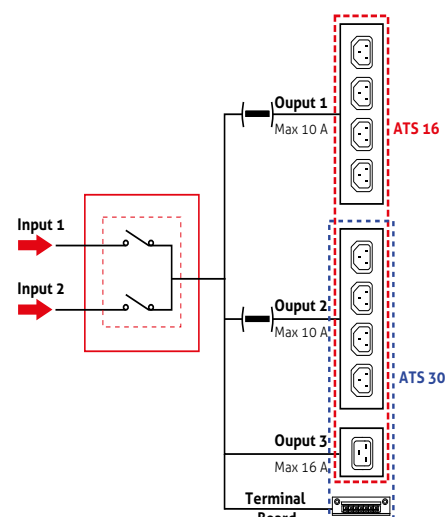 Ouput 1
Max 10 A
ATS 16
Input 1
Input 2
Ouput 2
Max 10 A
ATS 30
Ouput 3
Max 16 A
Terminal
Board